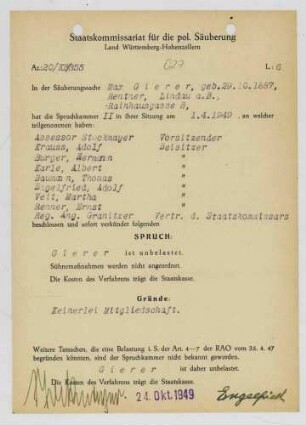 Staatskommissariat für die pol. Säuberung
Land Württemberg-Hohenzollern
Az: 20/ /355
029
L: 6
In der Säuberungssache Max Gierer, geb.29.10.1887,
Rentner, Lindau a.B.,
Rainhausgasse 8,
hat die Spruchkammer II in ihrer Sitzung am 1.4.1949, an welcher
teilgenommen haben:
Assessor Stockmayer Vorsitzender
Krauss, Adolf Beisitzer
Burger, Hermann "
Karle, Albert "
Baumann, Thomas "
Engelfried, Adolf "
Veit, Martha "
Renner, Ernst "
Reg. Ang. Granitzer Vertr. d. Staatskommissars
beschlossen und sofort verkündet folgenden
SPRUCH:
Gierer ist unbelastet.
Sühnemaßnahmen werden nicht angeordnet.
Die Kosten des Verfahrens trägt die Staatskasse.
Gründe:
Keinerlei Mitgliedschaft.
Weitere Tatsachen, die eine Belastung i. S. der Art. 4—7 der RAO vom 25. 4. 47
begründen könnten, sind der Spruchkammer nicht bekannt geworden.
Gierer ist daher unbelastet.
Die Kosten des Verfahrens trägt die Staatskasse.
24. Okt. 1949